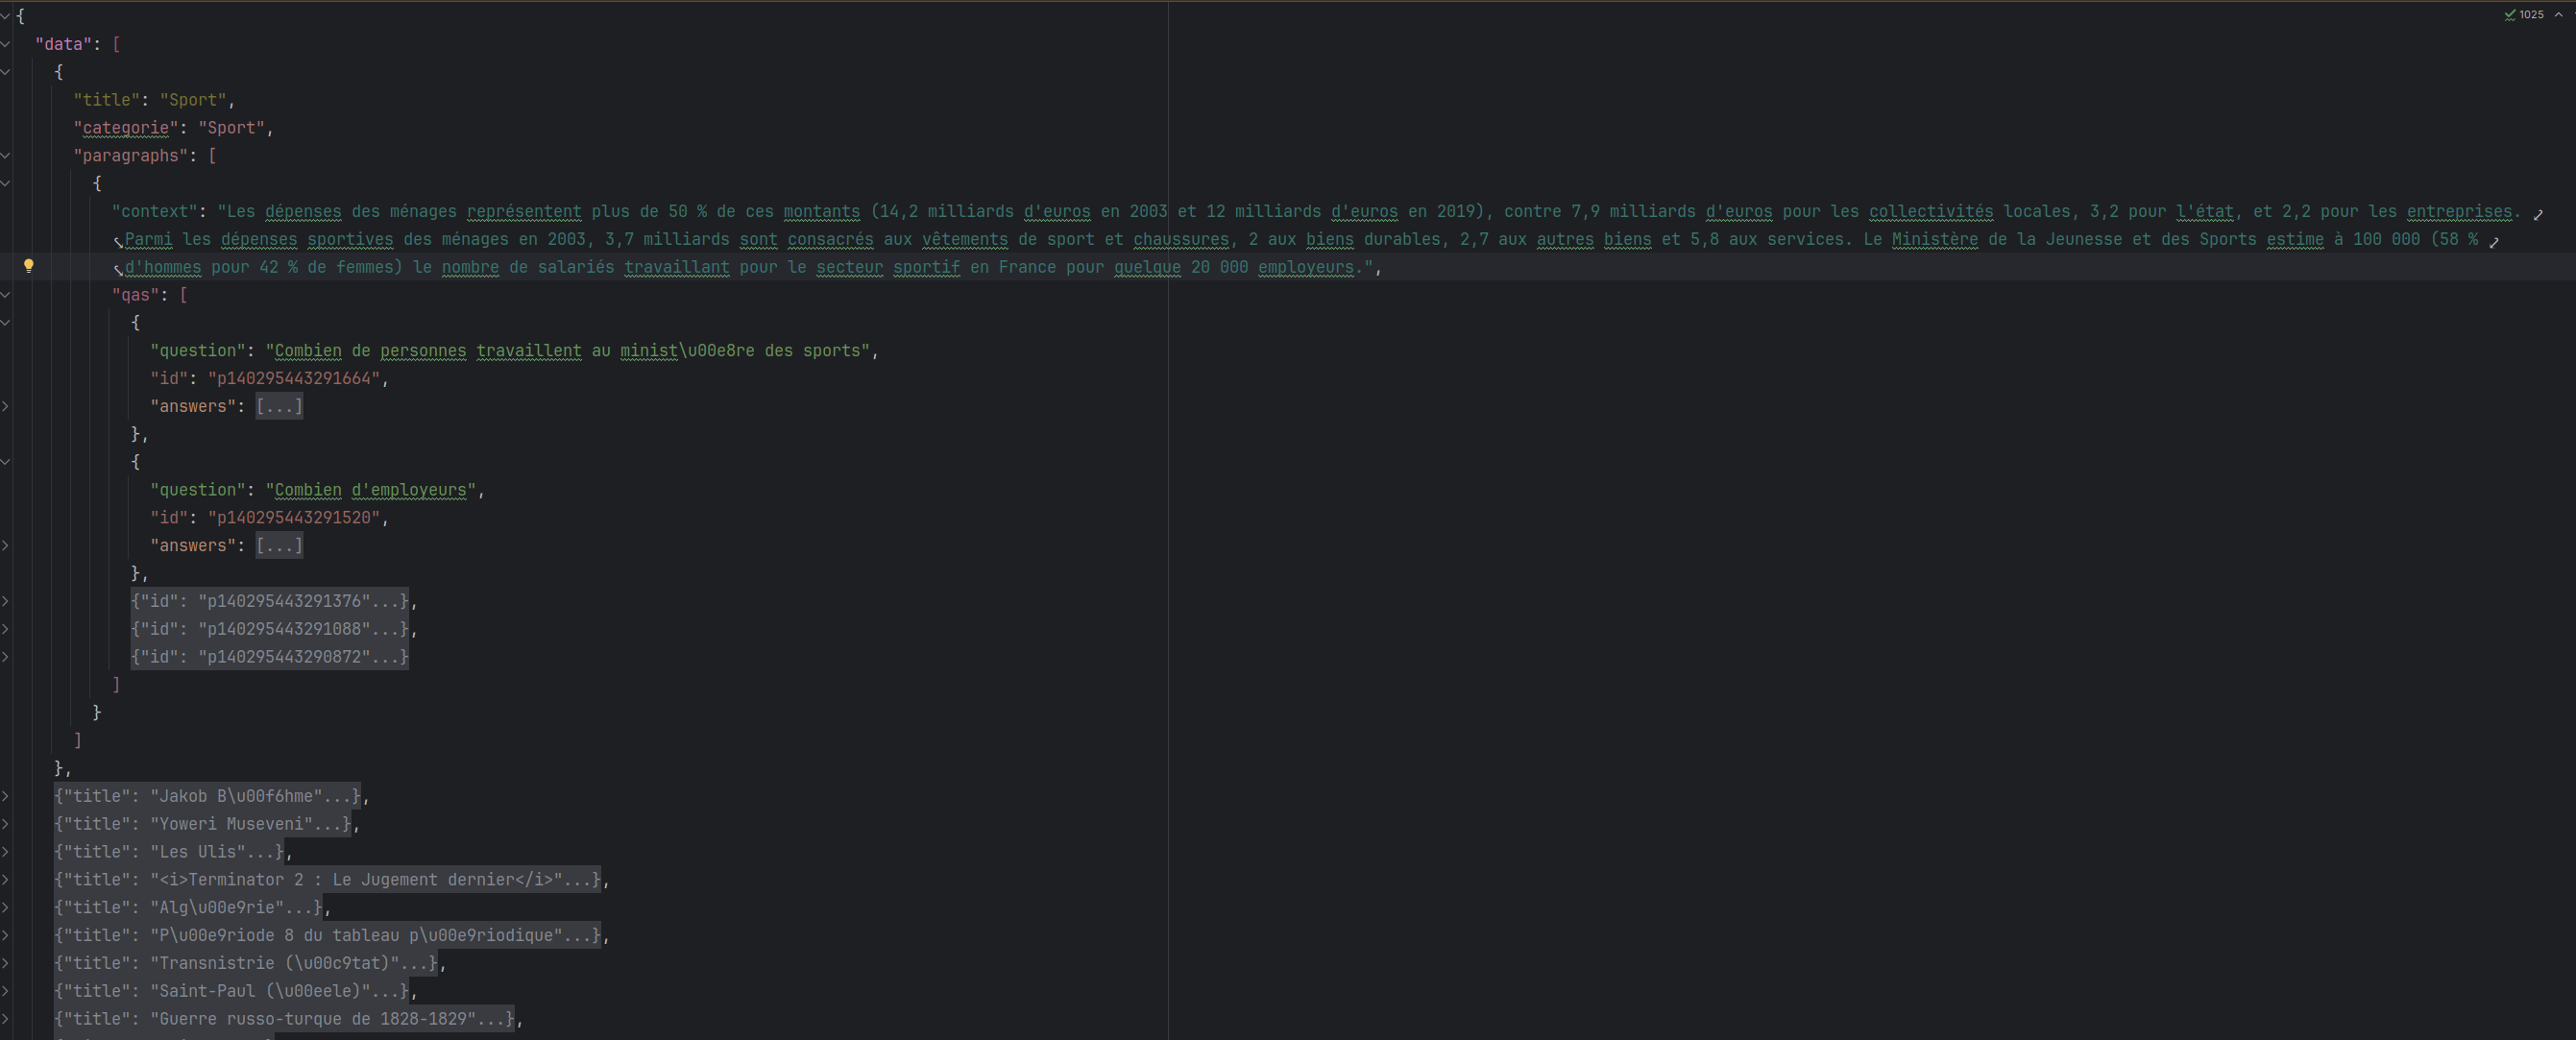 {
1025
"data": [
{
"title": "Sport",
"categorie": "Sport",
"paragraphs": [
{
"context": "Les dépenses des ménages représentent plus de 50 % de ces montants (14,2 milliards d'euros en 2003 et 12 milliards d'euros en 2019), contre 7,9 milliards d'euros pour les collectivités locales, 3,2 pour l'état, et 2,2 pour les entreprises.
Parmi les dépenses sportives des ménages en 2003, 3,7 milliards sont consacrés aux vêtements de sport et chaussures, 2 aux biens durables, 2,7 aux autres biens et 5,8 aux services. Le Ministère de la Jeunesse et des Sports estime à 100 000 (58 %
d'hommes pour 42 % de femmes) le nombre de salariés travaillant pour le secteur sportif en France pour quelque 20 000 employeurs.",
"qas": [
{
"question": "Combien de personnes travaillent au minist\u00e8re des sports",
"id": "p140295443291664",
"answers": [...]
},
{
"question": "Combien d'employeurs",
"id": "p140295443291520",
"answers": [...]
},
{"id": "p140295443291376"...},
{"id": "p140295443291088"...},
{"id": "p140295443290872"...}
]
}
]
},
{"title": "Jakob B\u00f6hme"...},
{"title": "Yoweri Museveni"...},
{"title": "Les Ulis"...},
{"title": "<i>Terminator 2 : Le Jugement dernier</i>"...},
{"title": "Alg\u00e9rie"...},
{"title": "P\u00e9riode 8 du tableau p\u00e9riodique"...},
{"title": "Transnistrie (\u00c9tat)"...},
{"title": "Saint-Paul (\u00eele)"...},
{"title": "Guerre russo-turque de 1828-1829"...},